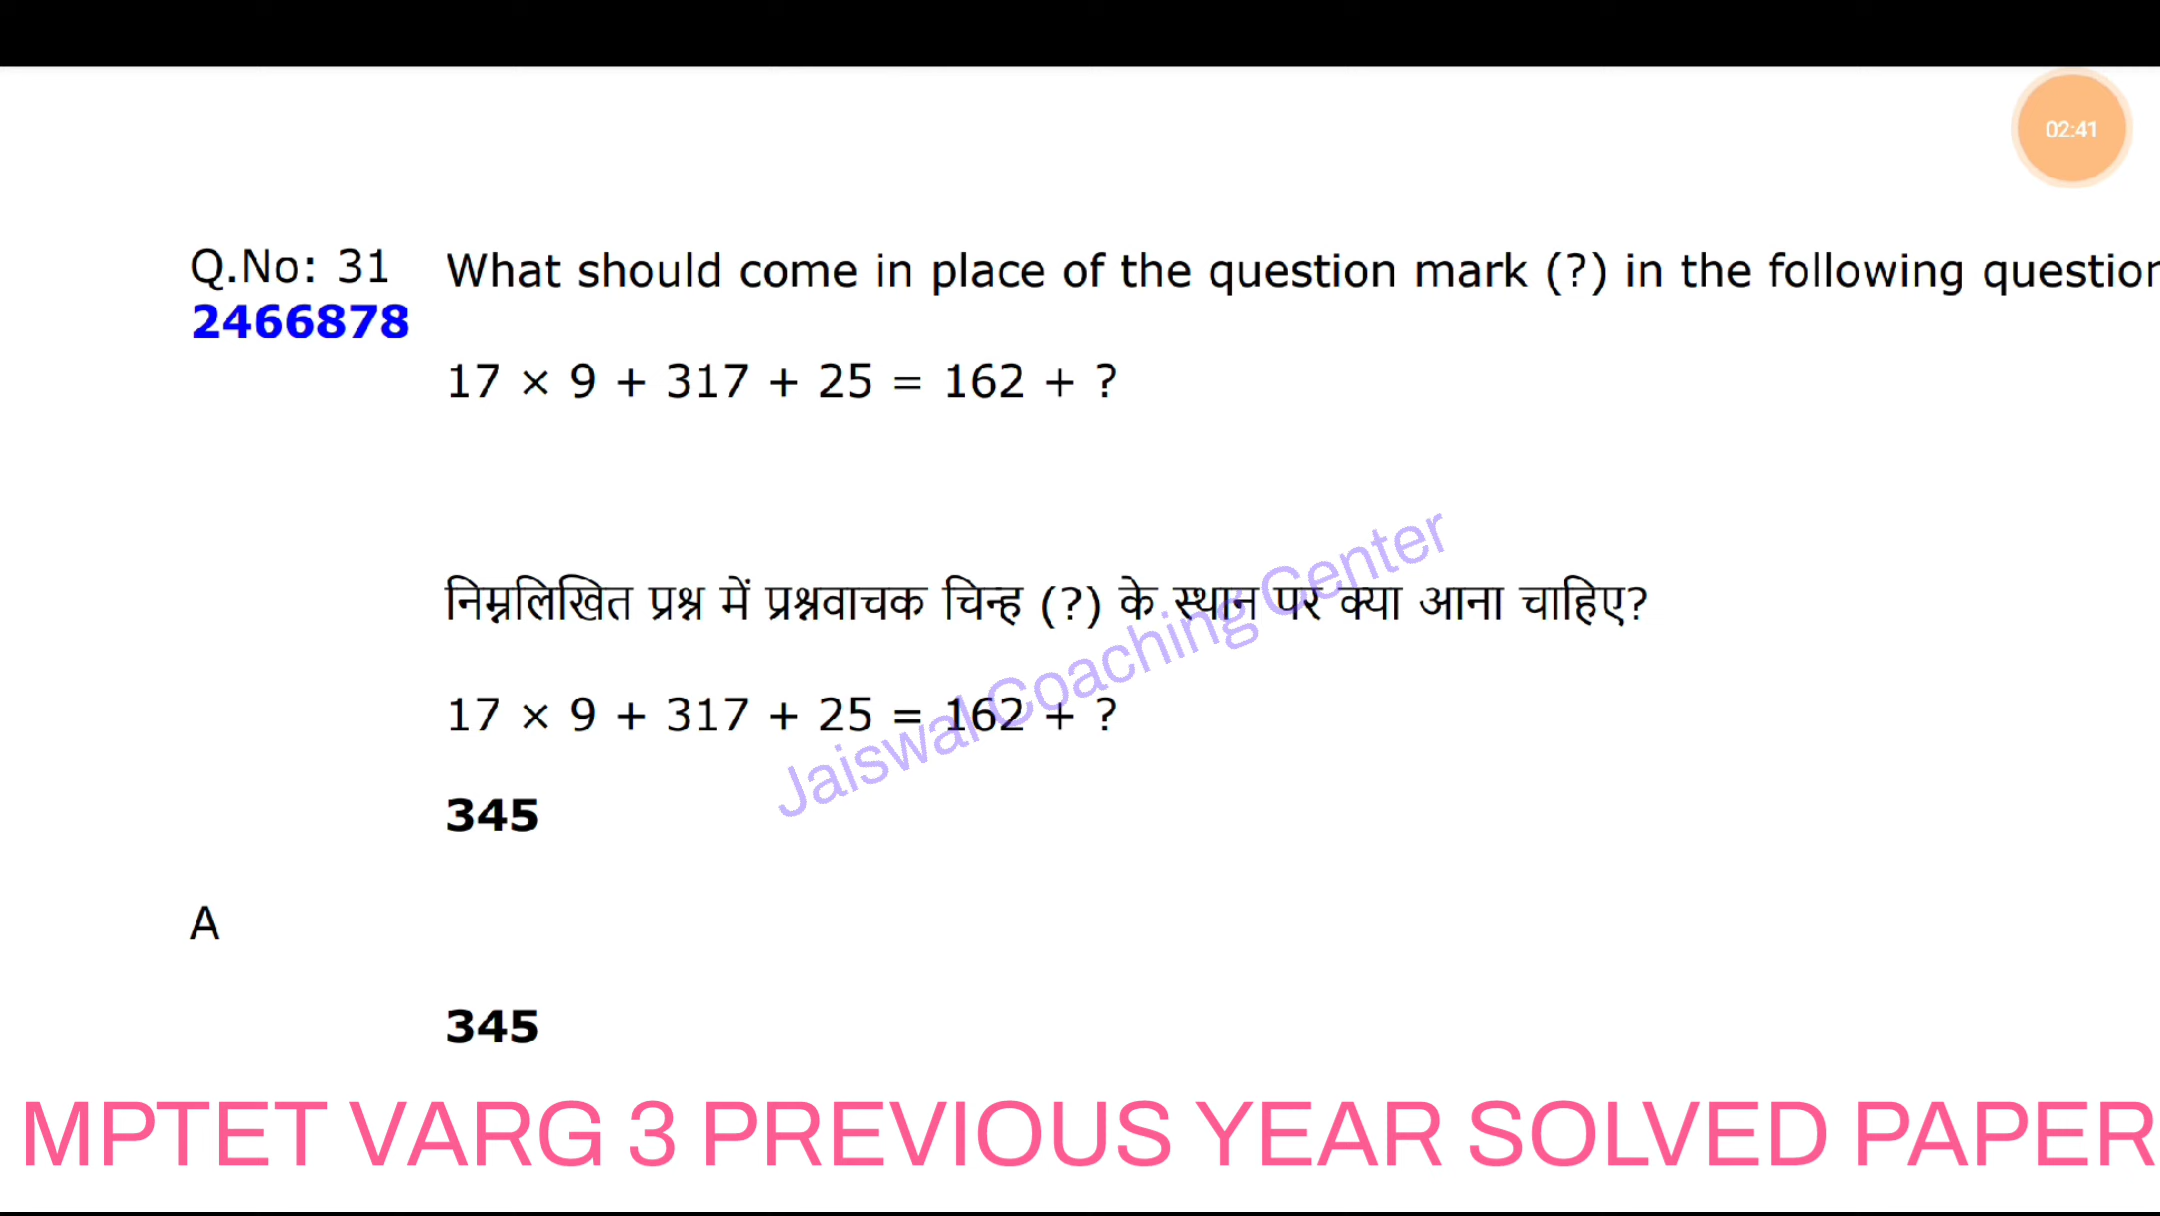 02:41
Q.No: 31 What should come in place of the question mark (?) in the following question
2466878
17 × 9 + 317 + 25 = 162 + ?
निम्नलिखित प्रश्न में प्रश्नवाचक चिन्ह (?) के स्थान पर क्या आना चाहिए?
17 × 9 + 317 + 25 = 162 + ?
Jaiswal Coaching Center
345
A
345
MPTET VARG 3 PREVIOUS YEAR SOLVED PAPER